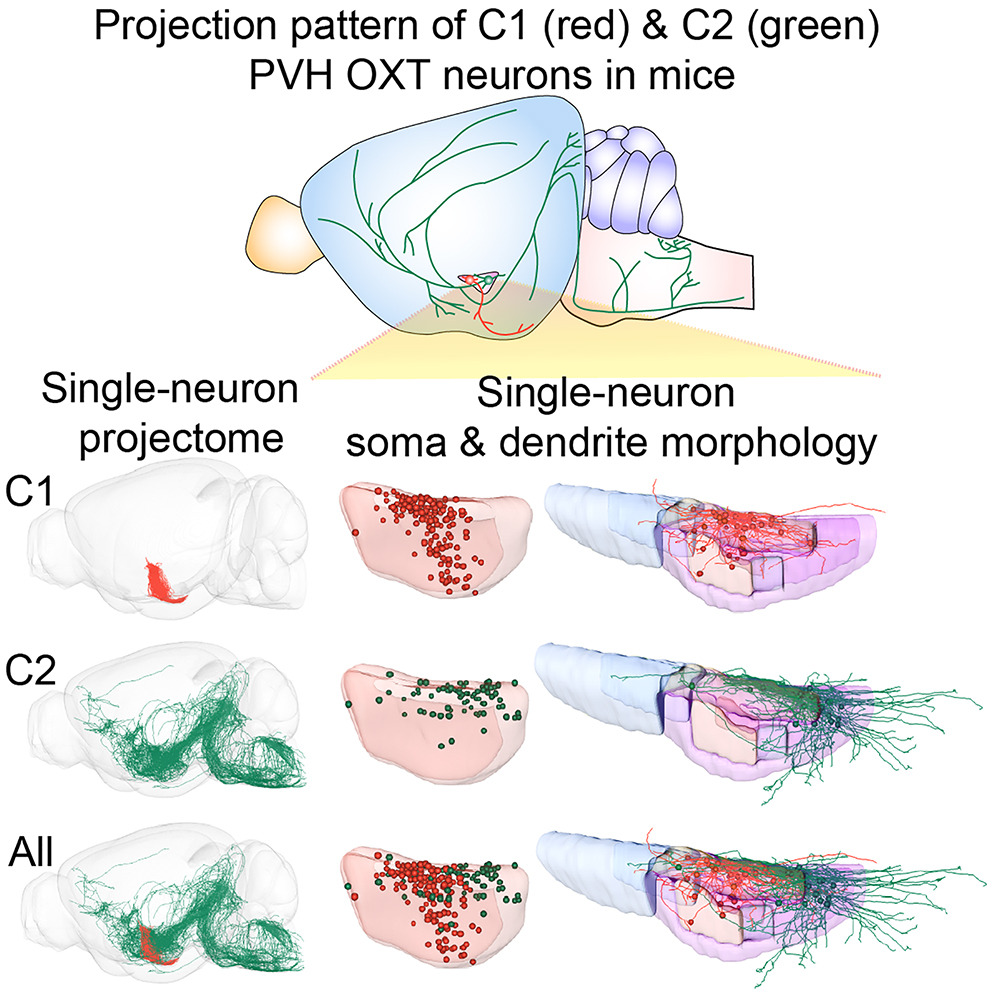 Projection pattern of C1 (red) & C2 (green)
PVH OXT neurons in mice
Single-neuron
projectome
Single-neuron
soma & dendrite morphology
C1
C2
All